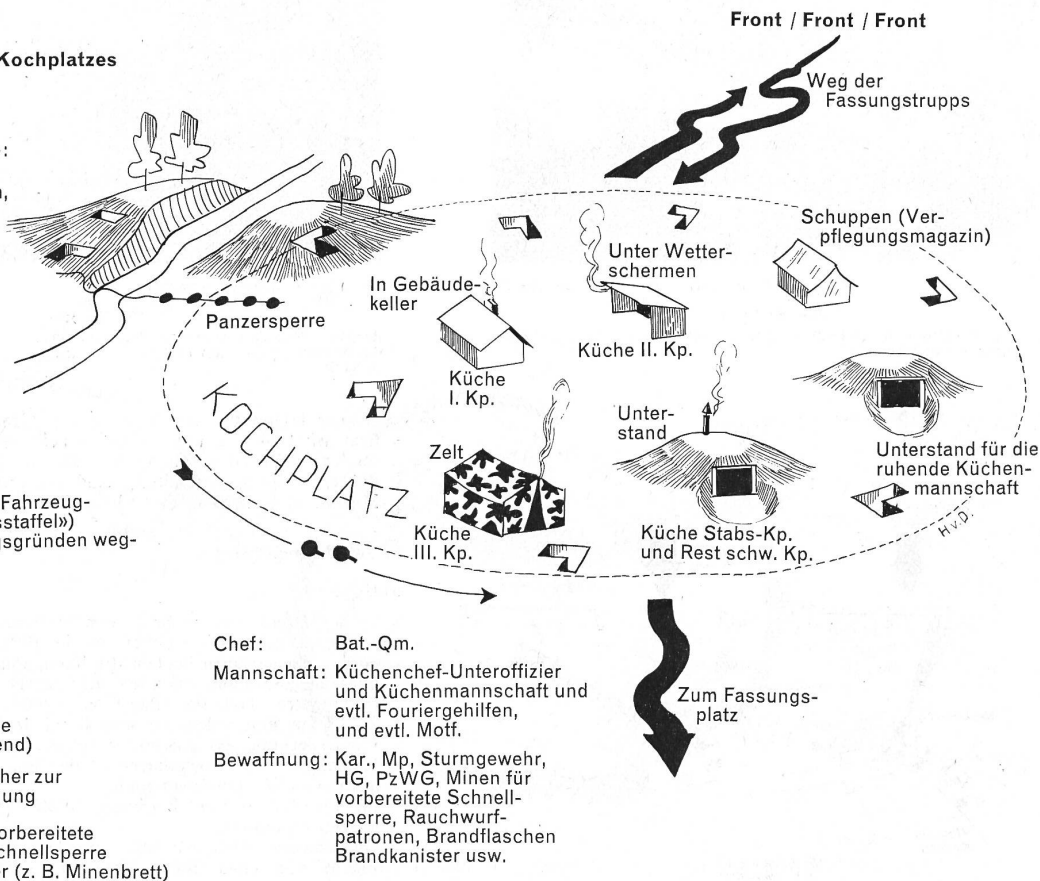 Front / Front / Front
Kochplatzes
Weg der
Fassungstrupps
Schuppen (Ver-
pflegungsmagazin)
Unter Wetter-
schermen
In Gebäude-
keller
Panzersperre
Küche II. Kp.
Küche
I. Kp.
KOCHPLATZ
Unter-
stand
Zelt
Unterstand für die
ruhende Küchen-
mannschaft
Küche
III. Kp.
Küche Stabs-Kp.
und Rest schw. Kp.
H.v.D.
Fahrzeug-
sstaffel»)
gsgründen weg-
Chef: Bat.-Qm.
Mannschaft: Küchenchef-Unteroffizier
und Küchenmannschaft und
evtl. Fouriergehilfen,
und evtl. Motf.
Zum Fassungs-
platz
Bewaffnung: Kar., Mp, Sturmgewehr,
HG, PzWG, Minen für
vorbereitete Schnell-
sperre, Rauchwurf-
patronen, Brandflaschen
Brandkanister usw.
e
end)
her zur
ung
orbereitete
chnellsperre
er (z. B. Minenbrett)